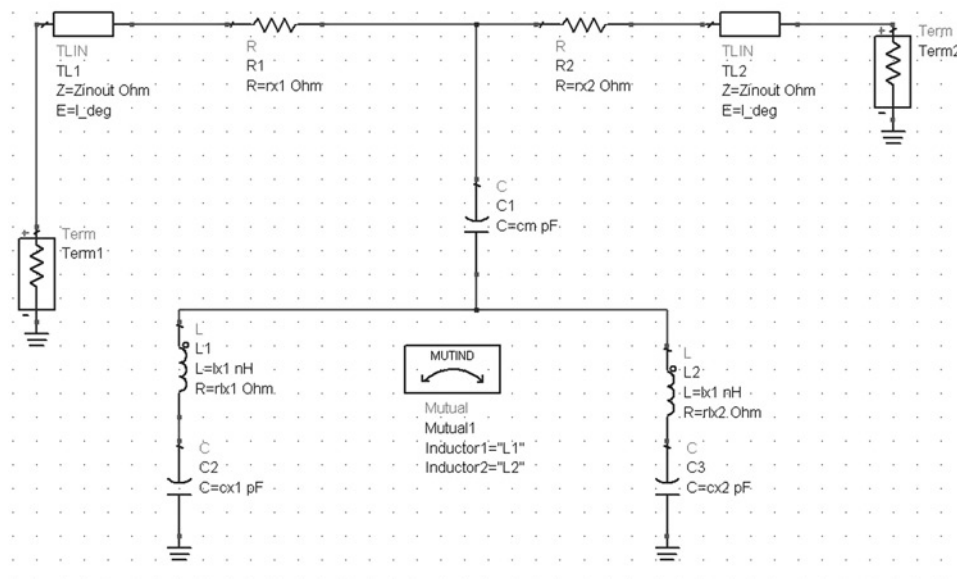 TLIN
TL1
Z=Zinout Ohm
E=l_deg
R
R1
R=rx1 Ohm
R
R2
R=rx2 Ohm
TLIN
TL2
Z=Zinout Ohm
E=l_deg
+ Term
Term2
-
C
C1
C=cm pF
+ Term
Term1
-
L
L1
L=lx1 nH
R=rlx1 Ohm
MUTIND
Mutual
Mutual1
Inductor1="L1"
Inductor2="L2"
L
L2
L=lx1 nH
R=rlx2 Ohm
C
C2
C=cx1 pF
C
C3
C=cx2 pF